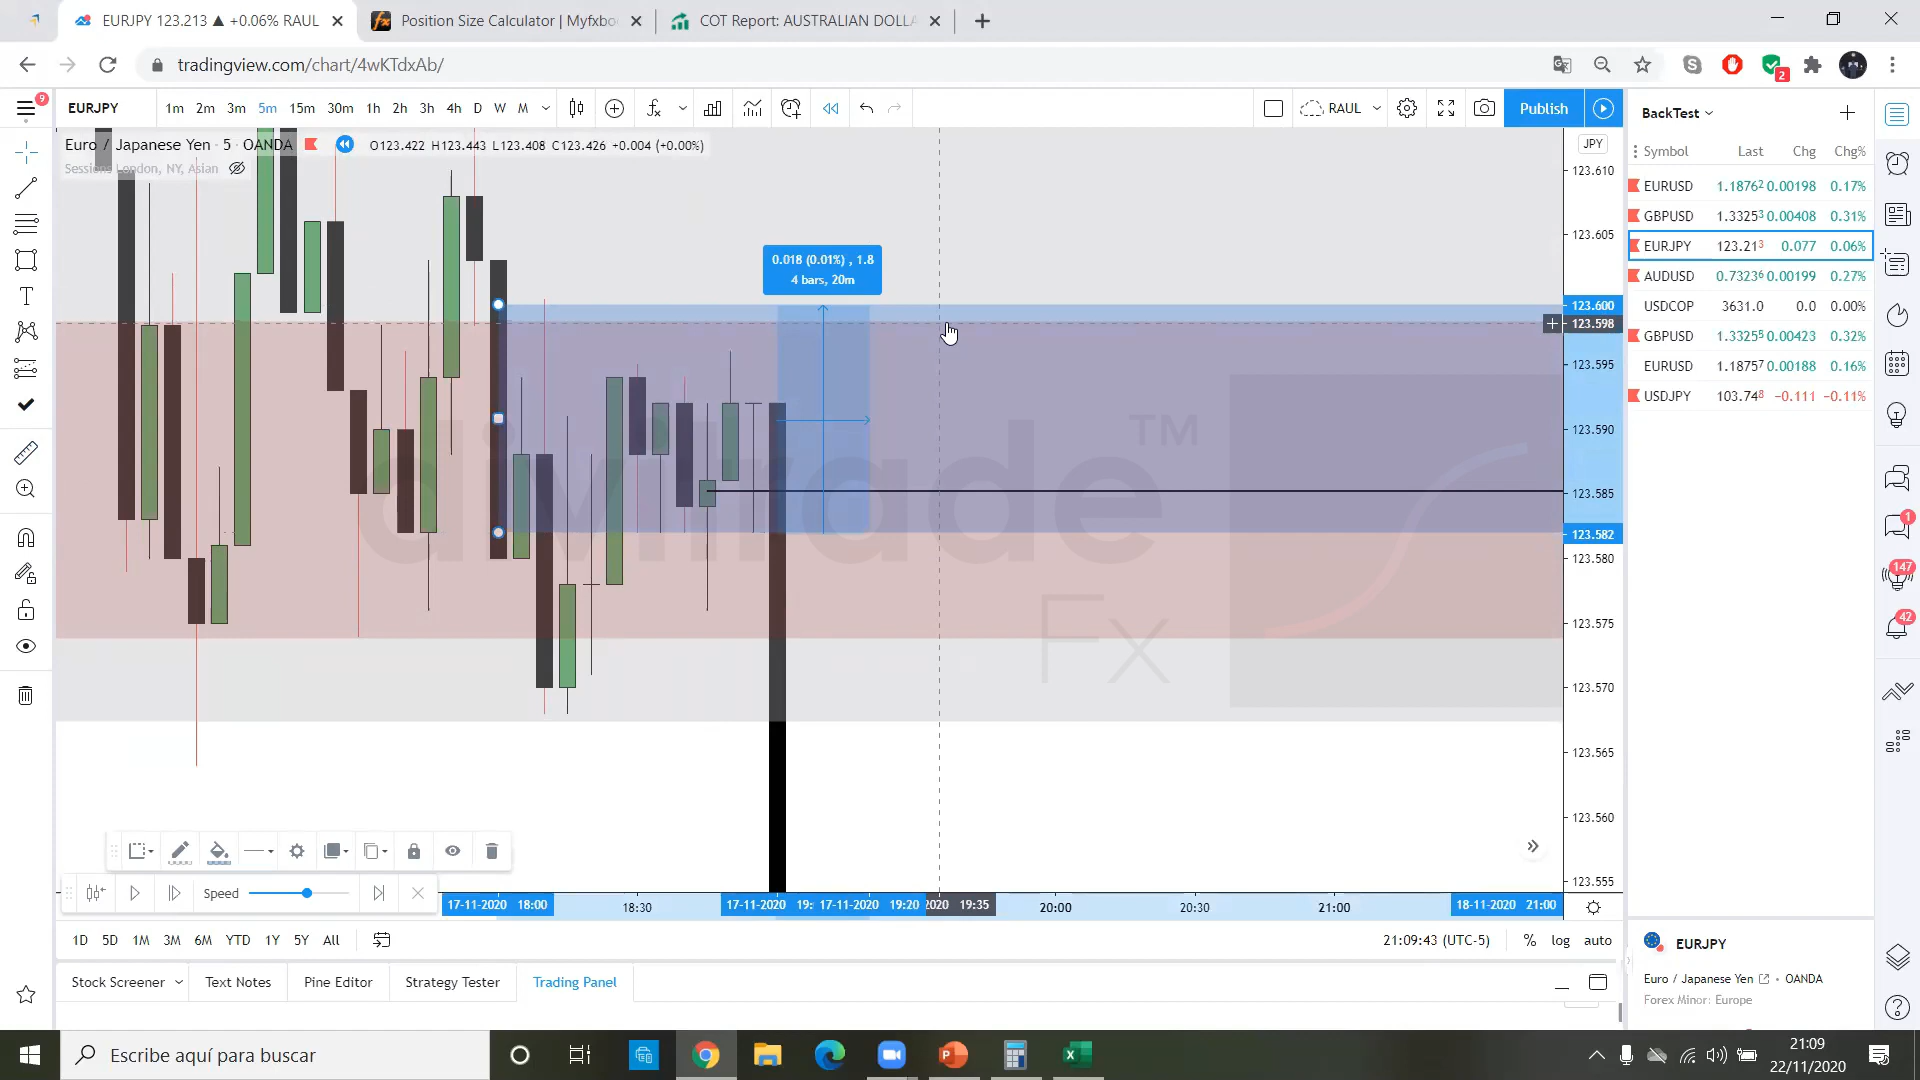 EURJPY 123.213 ▲ +0.06% RAUL
Position Size Calculator | Myfxbo
COT Report: AUSTRALIAN DOLLA
tradingview.com/chart/4wKTdxAb/
2
9
EURJPY
1m 2m 3m 5m 15m 30m 1h 2h 3h 4h D W M
RAUL
Publish
Euro / Japanese Yen · 5 · OANDA
O123.422 H123.443 L123.408 C123.426 +0.004 (+0.00%)
Sessions London, NY, Asian
JPY
123.610
123.605
123.600
123.598
123.595
123.590
123.585
123.582
123.580
123.575
123.570
123.565
123.560
123.555
0.018 (0.01%) , 1.8
4 bars, 20m
TM
Fx
Speed
17-11-2020 18:00
18:30
17-11-2020 19:
17-11-2020 19:20
2020 19:35
20:00
20:30
21:00
18-11-2020 21:00
1D 5D 1M 3M 6M YTD 1Y 5Y All
21:09:43 (UTC-5)
% log auto
Stock Screener
Text Notes
Pine Editor
Strategy Tester
Trading Panel
BackTest
Symbol Last Chg Chg%
EURUSD 1.18762 0.00198 0.17%
GBPUSD 1.33253 0.00408 0.31%
EURJPY 123.213 0.077 0.06%
AUDUSD 0.73236 0.00199 0.27%
USDCOP 3631.0 0.0 0.00%
GBPUSD 1.33255 0.00423 0.32%
EURUSD 1.18757 0.00188 0.16%
USDJPY 103.748 −0.111 −0.11%
1
147
42
EURJPY
Euro / Japanese Yen · OANDA
Forex Minor: Europe
Escribe aquí para buscar
21:09
22/11/2020